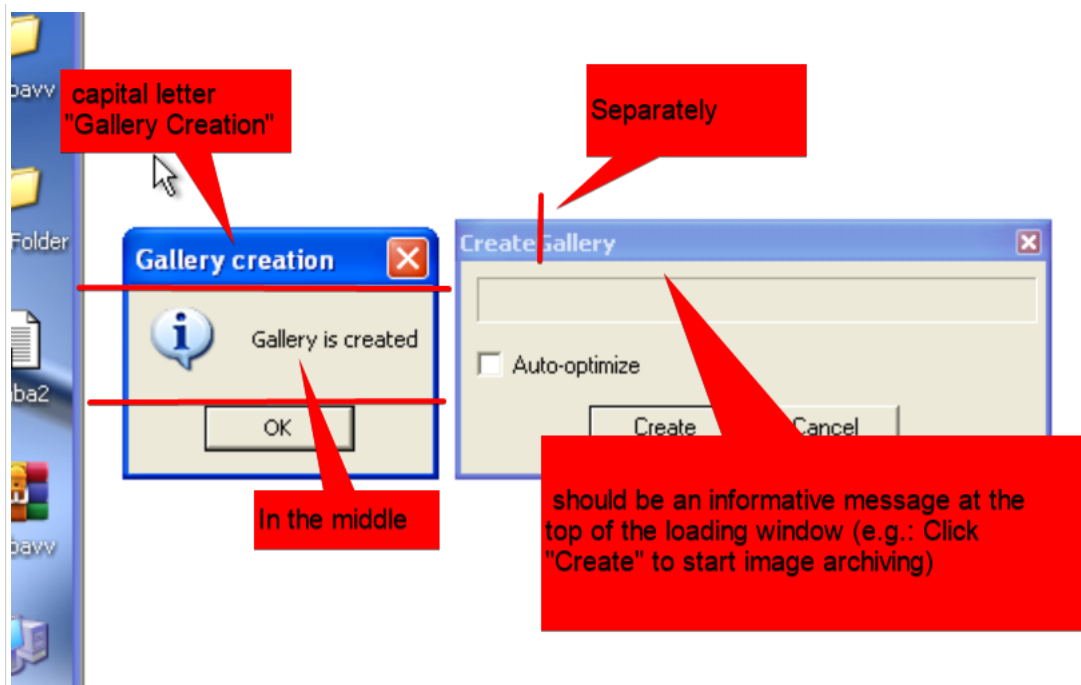 bavv
capital letter
"Gallery Creation"
Separately
Folder
Gallery creation
CreateGallery
Gallery is created
Auto-optimize
ba2
OK
Create
Cancel
In the middle
should be an informative message at the
top of the loading window (e.g.: Click
"Create" to start image archiving)
bavv